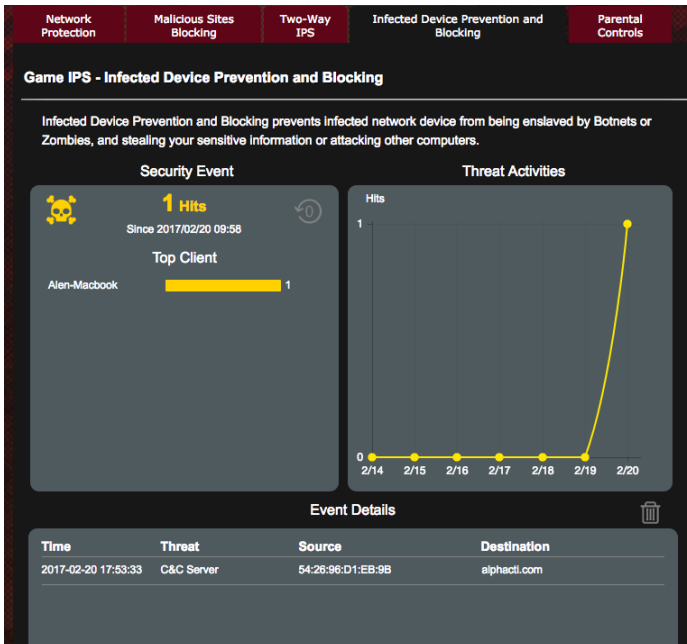 Network Protection
Malicious Sites Blocking
Two-Way IPS
Infected Device Prevention and Blocking
Parental Controls
Game IPS - Infected Device Prevention and Blocking
Infected Device Prevention and Blocking prevents infected network device from being enslaved by Botnets or
Zombies, and stealing your sensitive information or attacking other computers.
Security Event
Threat Activities
1 Hits
0
Since 2017/02/20 09:58
Top Client
Alen-Macbook 1
Hits
1
0
2/14 2/15 2/16 2/17 2/18 2/19 2/20
Event Details
Time Threat Source Destination
2017-02-20 17:53:33 C&C Server 54:26:96:D1:EB:9B alphacti.com